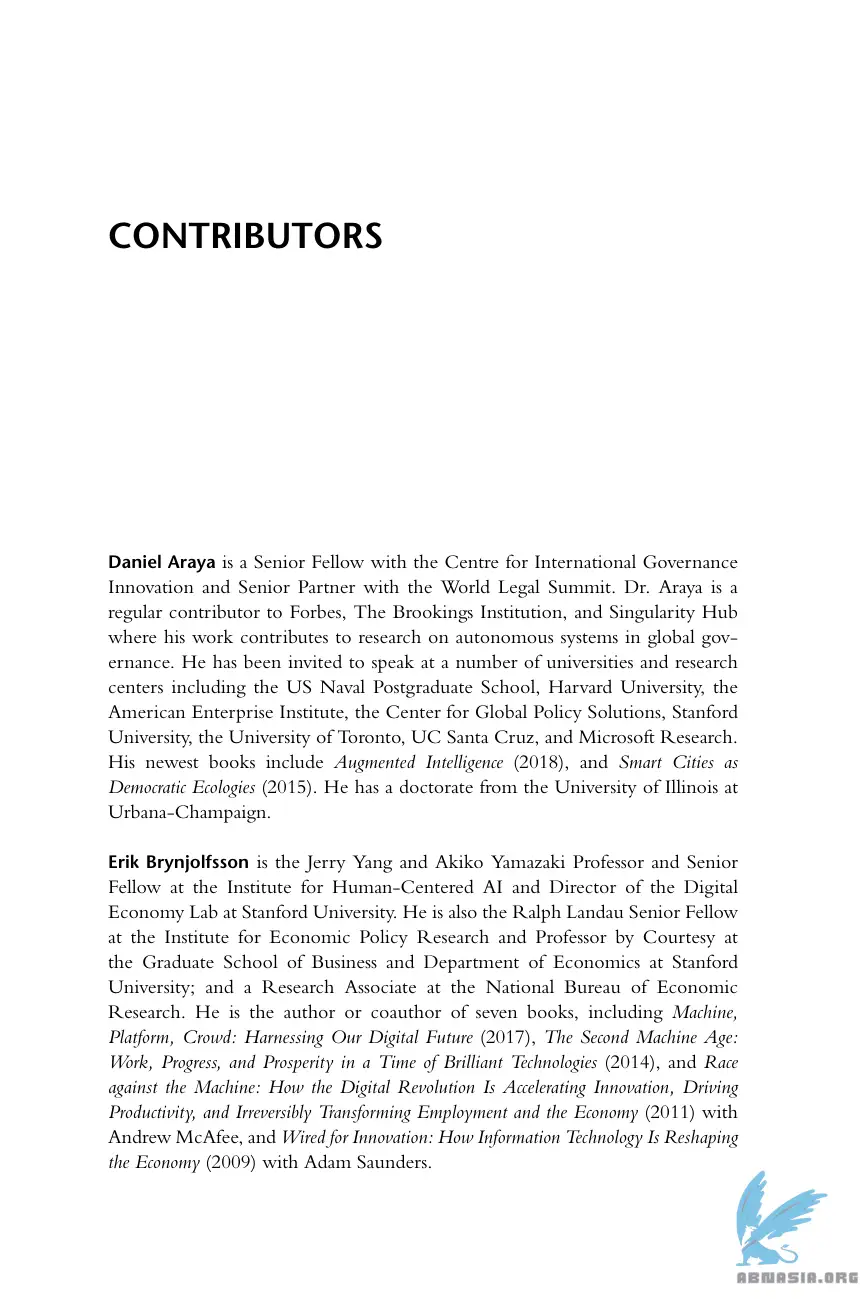 CONTRIBUTORS
Daniel Araya is a Senior Fellow with the Centre for International Governance
Innovation and Senior Partner with the World Legal Summit. Dr. Araya is a
regular contributor to Forbes, The Brookings Institution, and Singularity Hub
where his work contributes to research on autonomous systems in global gov-
ernance. He has been invited to speak at a number of universities and research
centers including the US Naval Postgraduate School, Harvard University, the
American Enterprise Institute, the Center for Global Policy Solutions, Stanford
University, the University of Toronto, UC Santa Cruz, and Microsoft Research.
His newest books include Augmented Intelligence (2018), and Smart Cities as
Democratic Ecologies (2015). He has a doctorate from the University of Illinois at
Urbana-Champaign.
Erik Brynjolfsson is the Jerry Yang and Akiko Yamazaki Professor and Senior
Fellow at the Institute for Human-Centered AI and Director of the Digital
Economy Lab at Stanford University. He is also the Ralph Landau Senior Fellow
at the Institute for Economic Policy Research and Professor by Courtesy at
the Graduate School of Business and Department of Economics at Stanford
University; and a Research Associate at the National Bureau of Economic
Research. He is the author or coauthor of seven books, including Machine,
Platform, Crowd: Harnessing Our Digital Future (2017), The Second Machine Age:
Work, Progress, and Prosperity in a Time of Brilliant Technologies (2014), and Race
against the Machine: How the Digital Revolution Is Accelerating Innovation, Driving
Productivity, and Irreversibly Transforming Employment and the Economy (2011) with
Andrew McAfee, and Wired for Innovation: How Information Technology Is Reshaping
the Economy (2009) with Adam Saunders.
ABNASIA.ORG